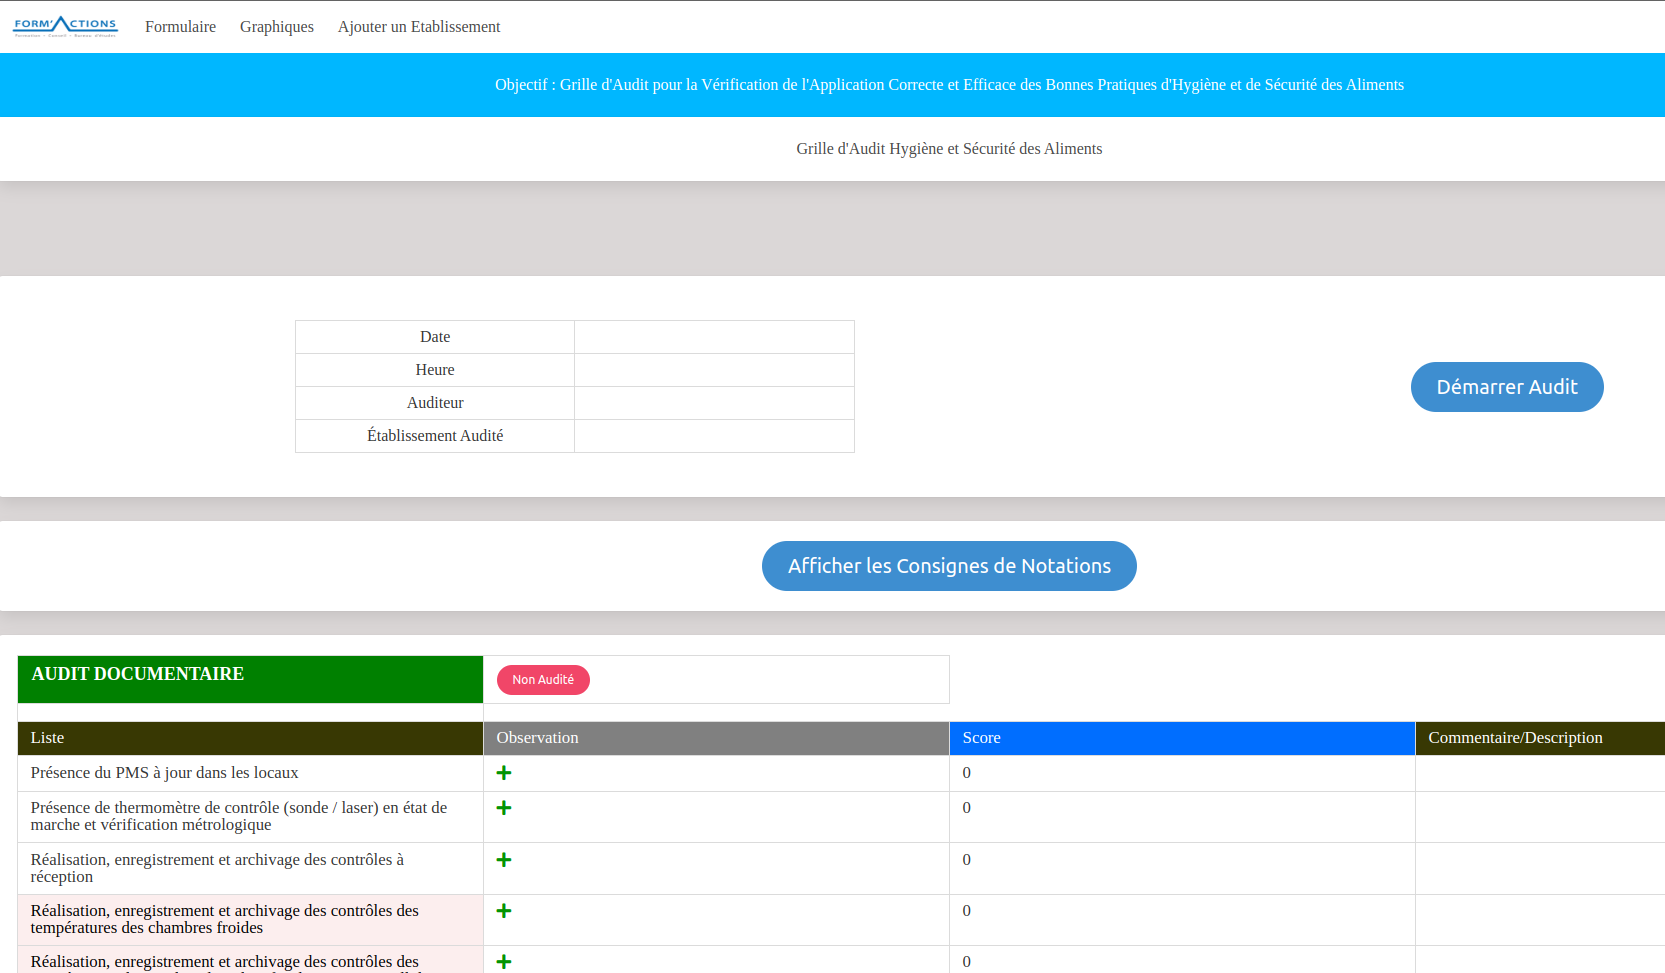 FORM'ACTIONS
Formation - Conseil - Bureau d'études
Formulaire Graphiques Ajouter un Etablissement
Objectif : Grille d'Audit pour la Vérification de l'Application Correcte et Efficace des Bonnes Pratiques d'Hygiène et de Sécurité des Aliments
Grille d'Audit Hygiène et Sécurité des Aliments
Date
Heure
Auditeur
Établissement Audité
Démarrer Audit
Afficher les Consignes de Notations
AUDIT DOCUMENTAIRE Non Audité
Liste Observation Score Commentaire/Description
Présence du PMS à jour dans les locaux 0
Présence de thermomètre de contrôle (sonde / laser) en état de 0
marche et vérification métrologique
Réalisation, enregistrement et archivage des contrôles à 0
réception
Réalisation, enregistrement et archivage des contrôles des 0
températures des chambres froides
Réalisation, enregistrement et archivage des contrôles des 0